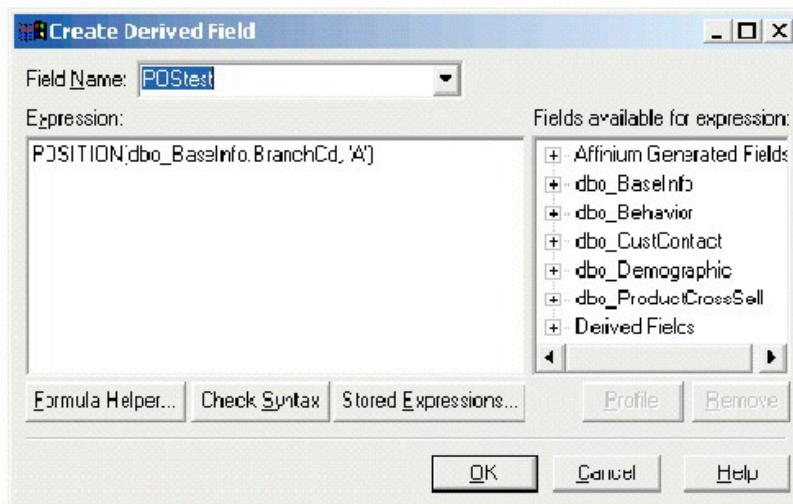 Create Derived Field
Field Name: POStest
Expression:
POSITION(dbo_BaseInfo.BranchCd, 'A')
Fields available for expression:
Affinium Generated Fields
dbo_BaseInfo
dbo_Behavior
dbo_CustContact
dbo_Demographic
dbo_ProductCrossSell
Derived Fields
Formula Helper...
Check Syntax
Stored Expressions...
Profile
Remove
OK
Cancel
Help